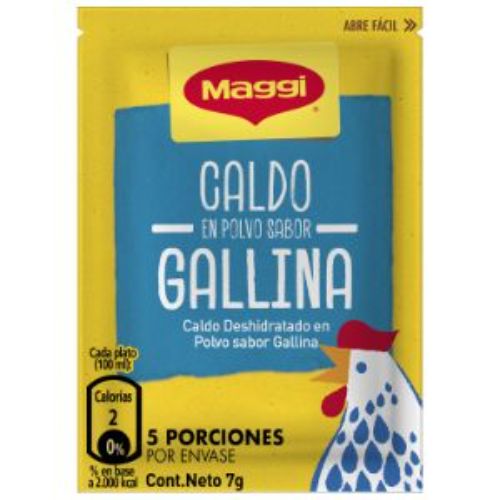 ABRE FÁCIL >>
Maggi
CALDO
EN POLVO SABOR
GALLINA
Caldo Deshidratado en
Polvo sabor Gallina
Cada plato
(100 ml):
Calorías
2
0%
% en base
a 2.000 kcal
5 PORCIONES
POR ENVASE
Cont.Neto 7g